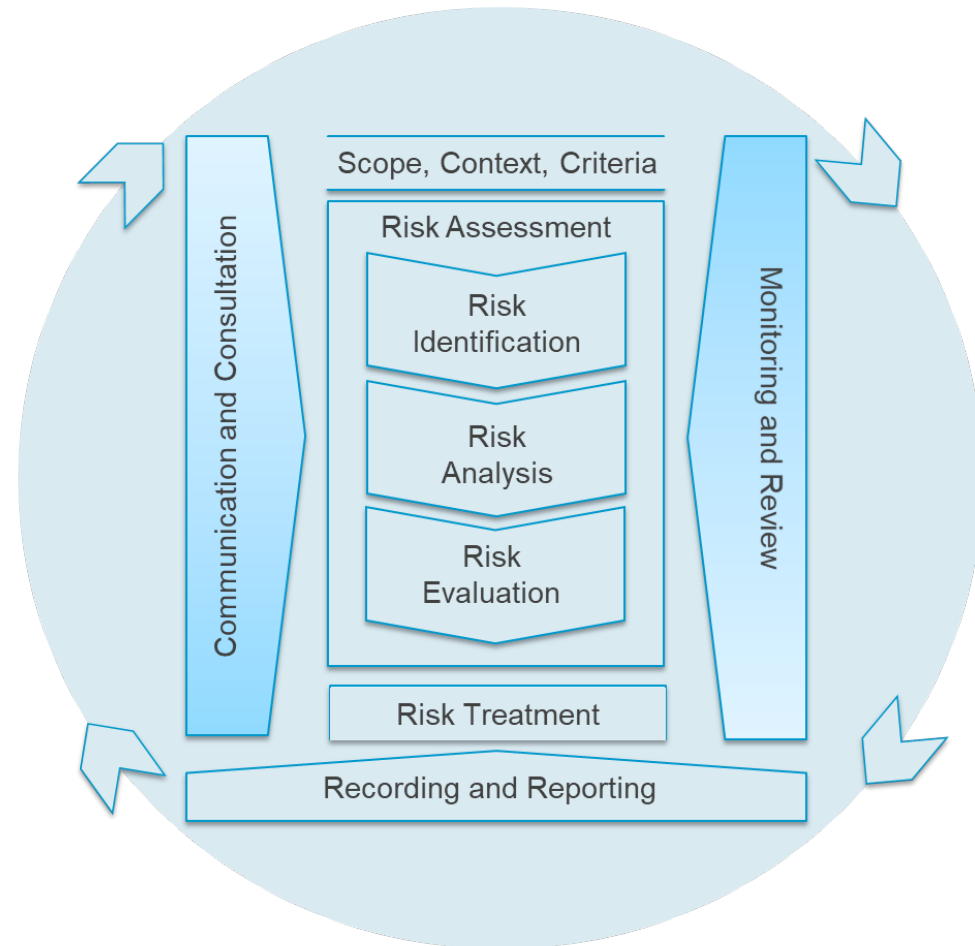 Scope, Context, Criteria
Risk Assessment
Risk
Identification
Risk
Analysis
Risk
Evaluation
Risk Treatment
Recording and Reporting
Communication and Consultation
Monitoring and Review